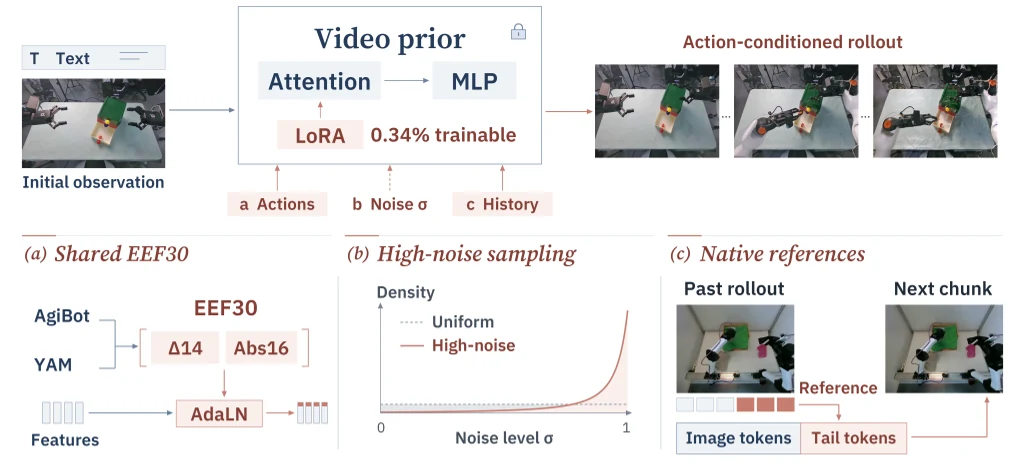 T Text
Initial observation
Video prior
Attention
MLP
LoRA
0.34% trainable
a Actions
b Noise σ
c History
Action-conditioned rollout
...
...
(a) Shared EEF30
AgiBot
YAM
EEF30
Δ14
Abs16
AdaLN
Features
(b) High-noise sampling
Density
Uniform
High-noise
0
1
Noise level σ
(c) Native references
Past rollout
Next chunk
Reference
Image tokens
Tail tokens